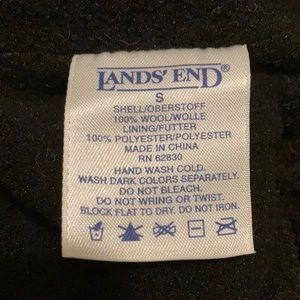 LANDS' END®
S
SHELL/OBERSTOFF
100% WOOL/WOLLE
LINING/FUTTER
100% POLYESTER/POLYESTER
MADE IN CHINA
RN 62830
HAND WASH COLD.
WASH DARK COLORS SEPARATELY.
DO NOT BLEACH.
DO NOT WRING OR TWIST.
BLOCK FLAT TO DRY. DO NOT IRON.